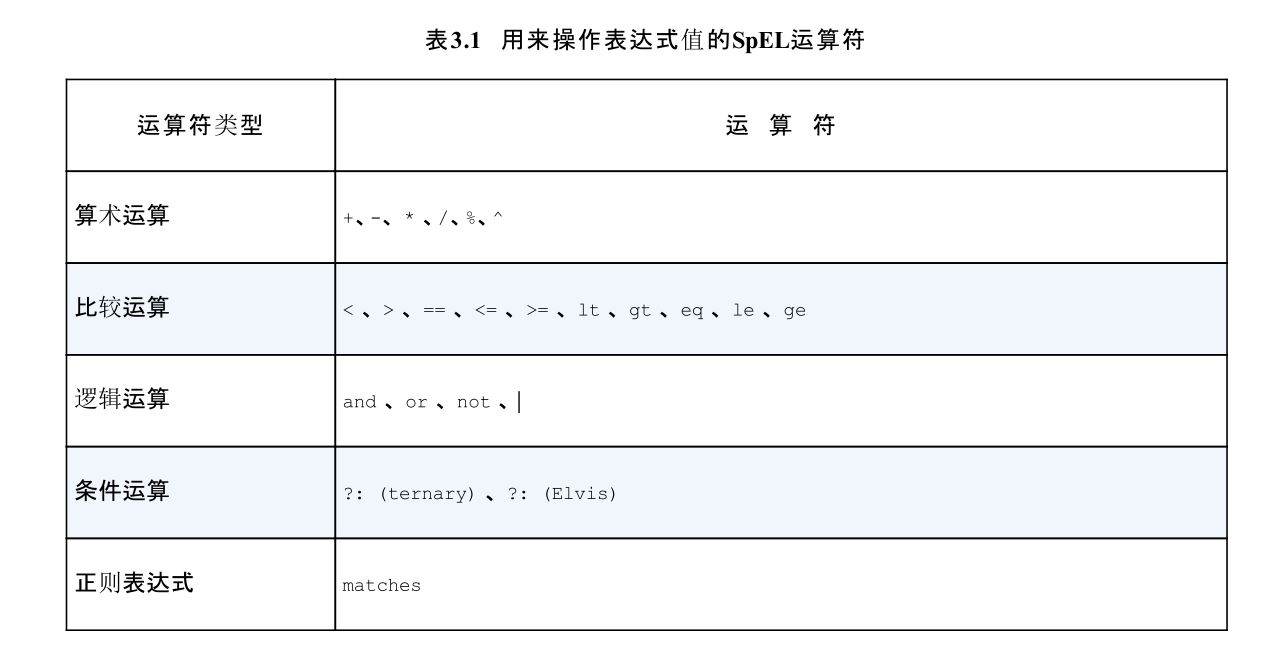 表3.1 用来操作表达式值的SpEL运算符
运算符类型
运 算 符
算术运算
+、-、 * 、/、%、^
比较运算
< 、 > 、 == 、 <= 、 >= 、 lt 、 gt 、 eq 、 le 、 ge
逻辑运算
and 、 or 、 not 、|
条件运算
?: (ternary) 、 ?: (Elvis)
正则表达式
matches